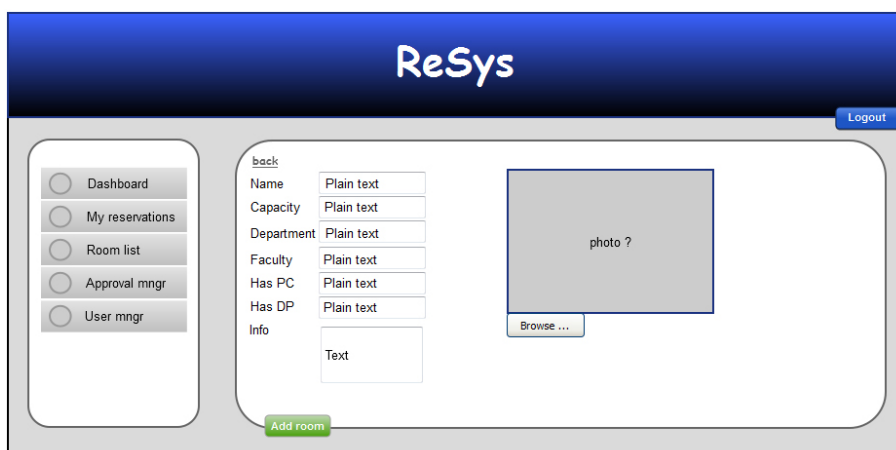 ReSys
Logout
Dashboard
My reservations
Room list
Approval mngr
User mngr
back
Name Plain text
Capacity Plain text
Department Plain text
Faculty Plain text
Has PC Plain text
Has DP Plain text
Info
Text
photo ?
Browse ...
Add room